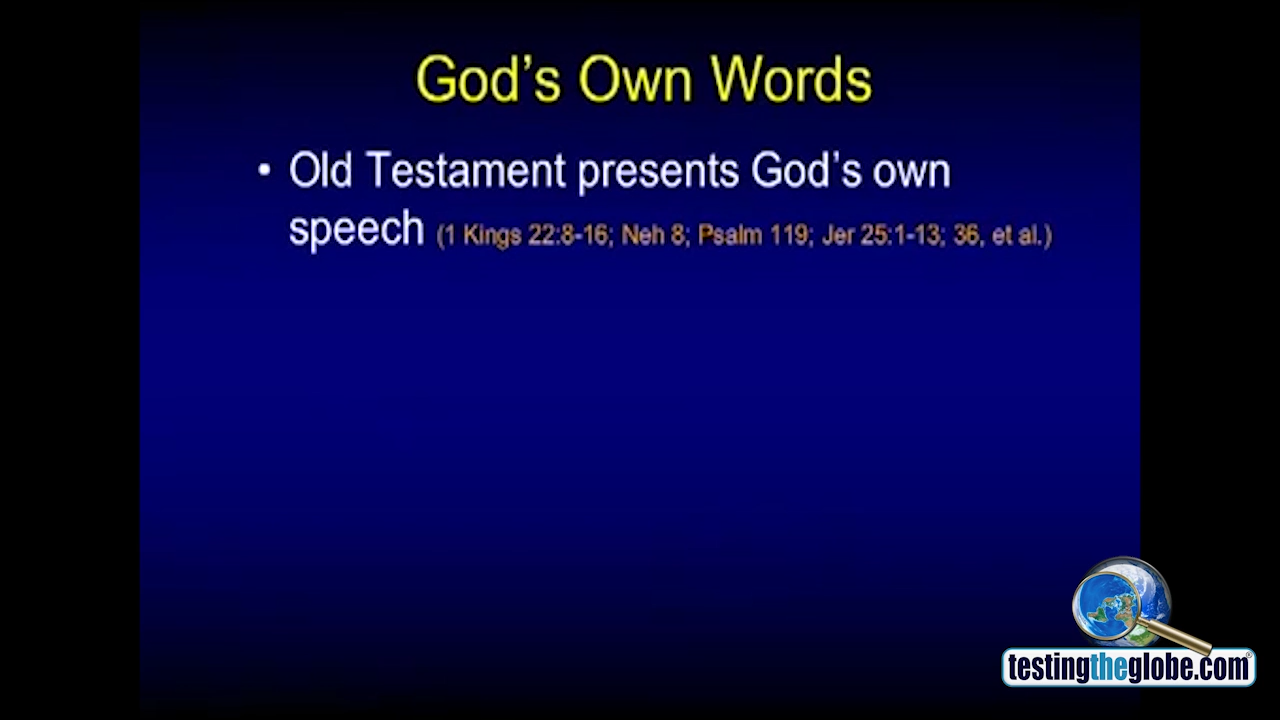 God's Own Words
• Old Testament presents God's own
speech (1 Kings 22:8-16; Neh 8; Psalm 119; Jer 25:1-13; 36, et al.)
testingtheglobe.com®